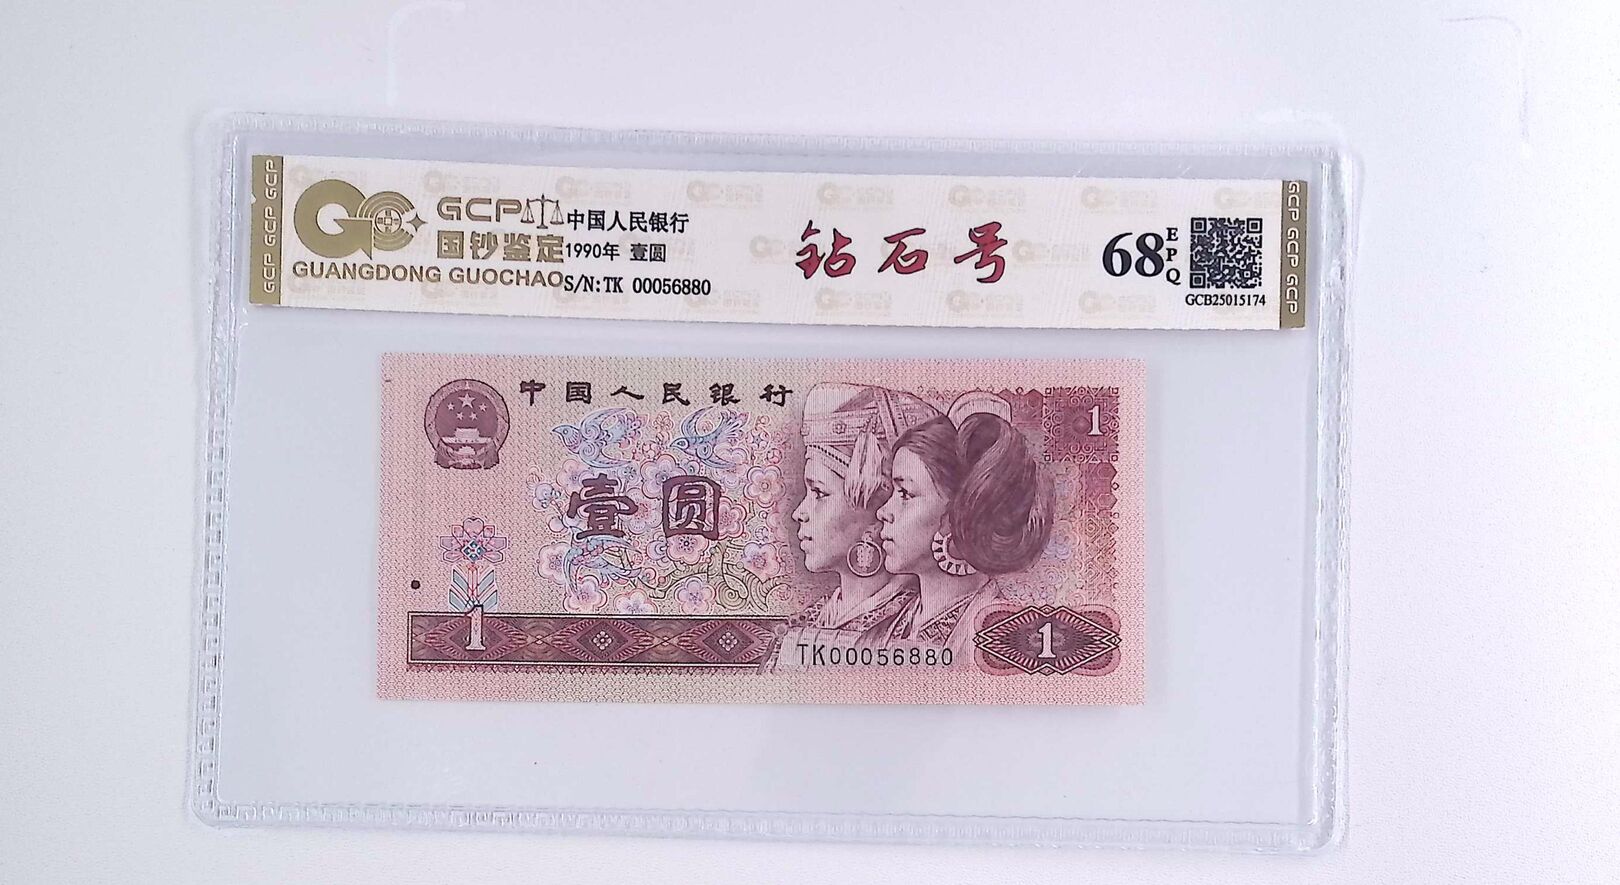 GCP GCP GCP
GCP
国钞鉴定
GUANGDONG GUOCHAO
中国人民银行
1990年 壹圆
S/N:TK 00056880
钻石号
68
EPQ
GCB25015174
GCP GCP GCP
中国人民银行
1
壹圆
1
TK00056880
1